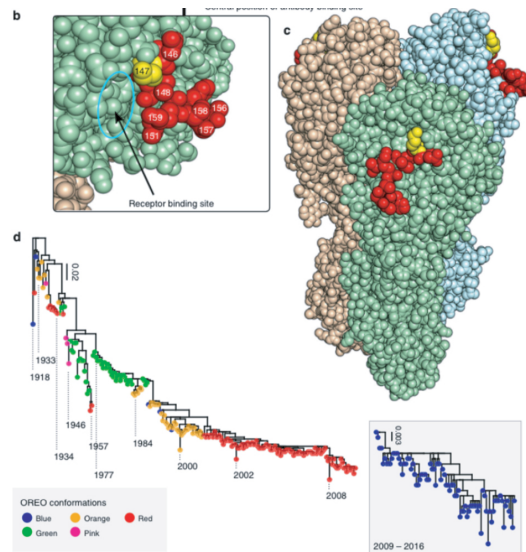 Central position of antibody binding site
b
c
146
147
148
159
158
156
151
157
Receptor binding site
d
0.02
1933
1918
1946
1934
1957
1977
1984
2000
2002
2008
OREO conformations
Blue
Orange
Red
Green
Pink
0.003
2009 – 2016